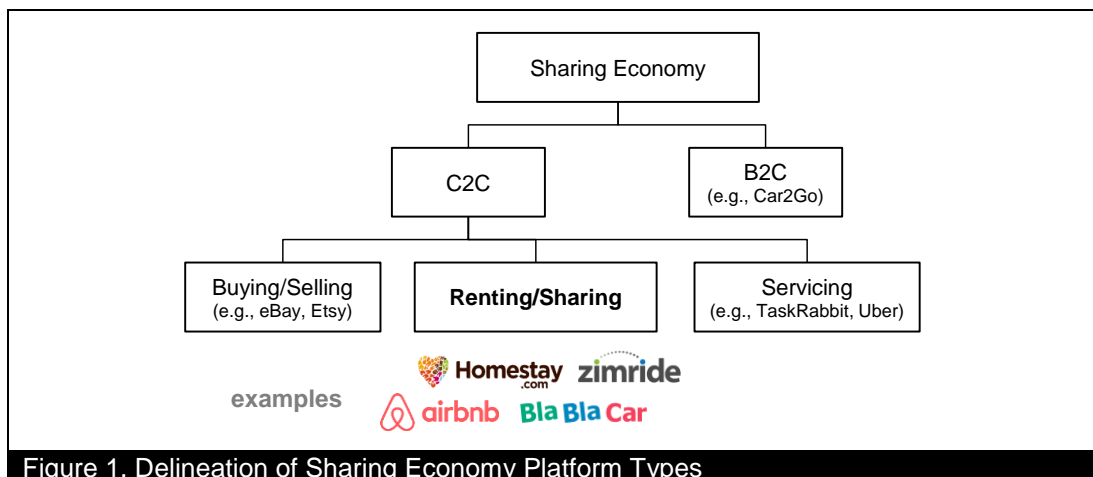 Sharing Economy
C2C
B2C
(e.g., Car2Go)
Buying/Selling
(e.g., eBay, Etsy)
Renting/Sharing
Servicing
(e.g., TaskRabbit, Uber)
examples
Homestay
.com
zimride
airbnb
BlaBlaCar
Figure 1. Delineation of Sharing Economy Platform Types